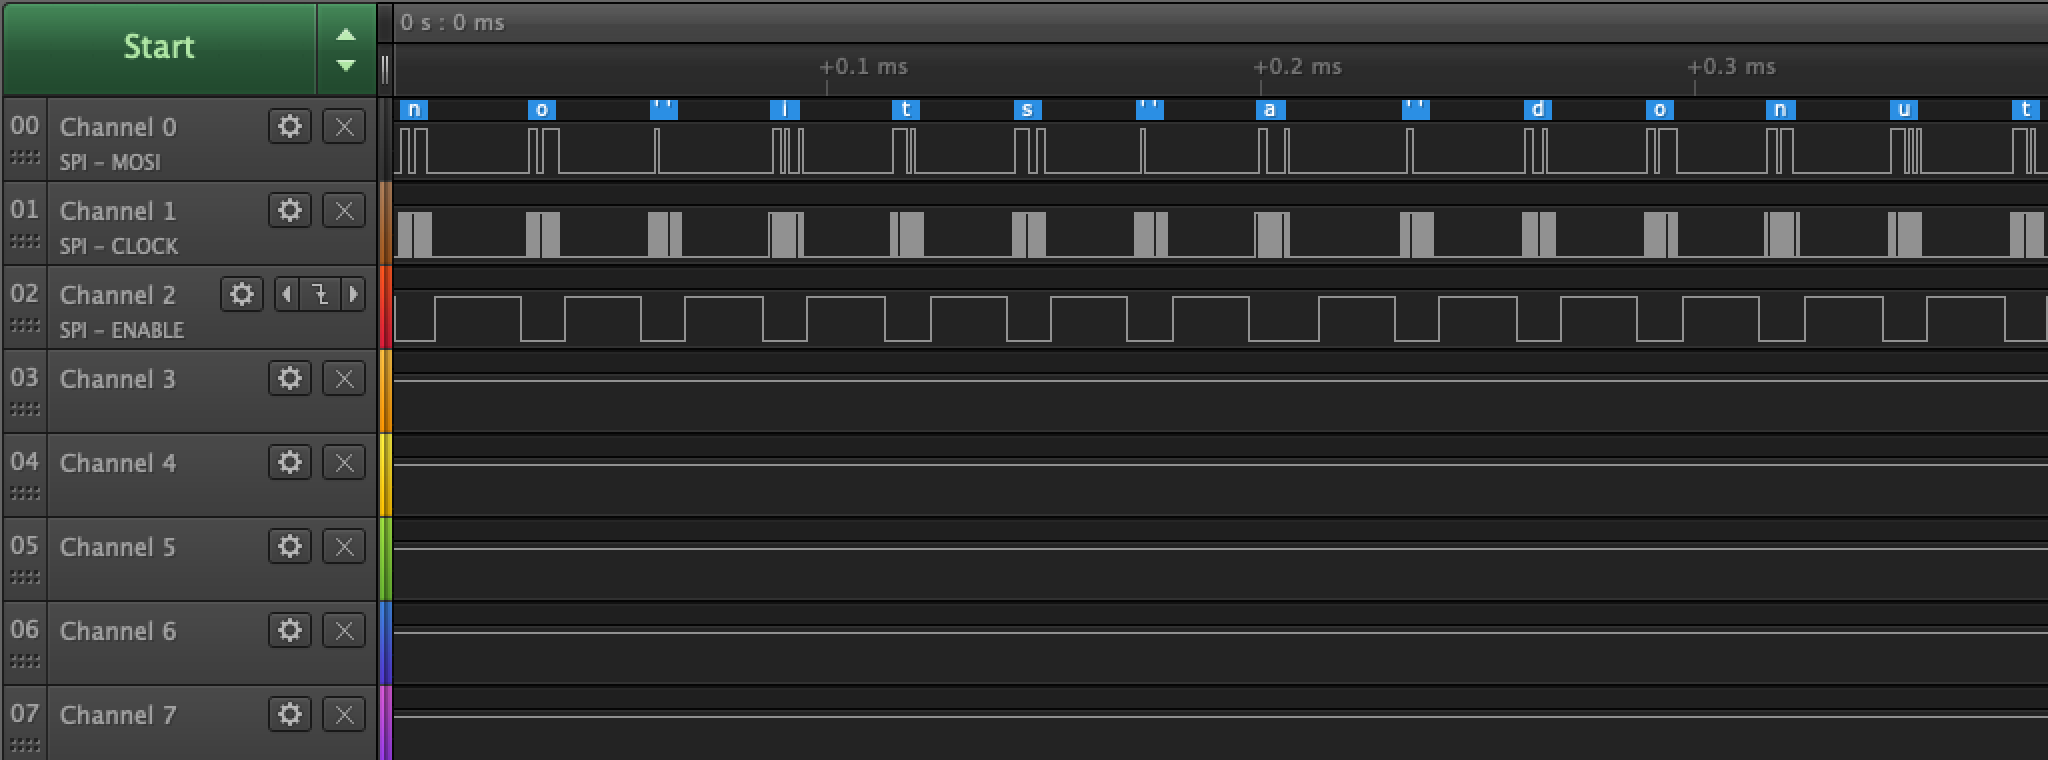 Start
0 s : 0 ms
+0.1 ms +0.2 ms +0.3 ms
n o ' ' i t s ' ' a ' ' d o n u t
00 Channel 0
SPI – MOSI
01 Channel 1
SPI – CLOCK
02 Channel 2
SPI – ENABLE
03 Channel 3
04 Channel 4
05 Channel 5
06 Channel 6
07 Channel 7